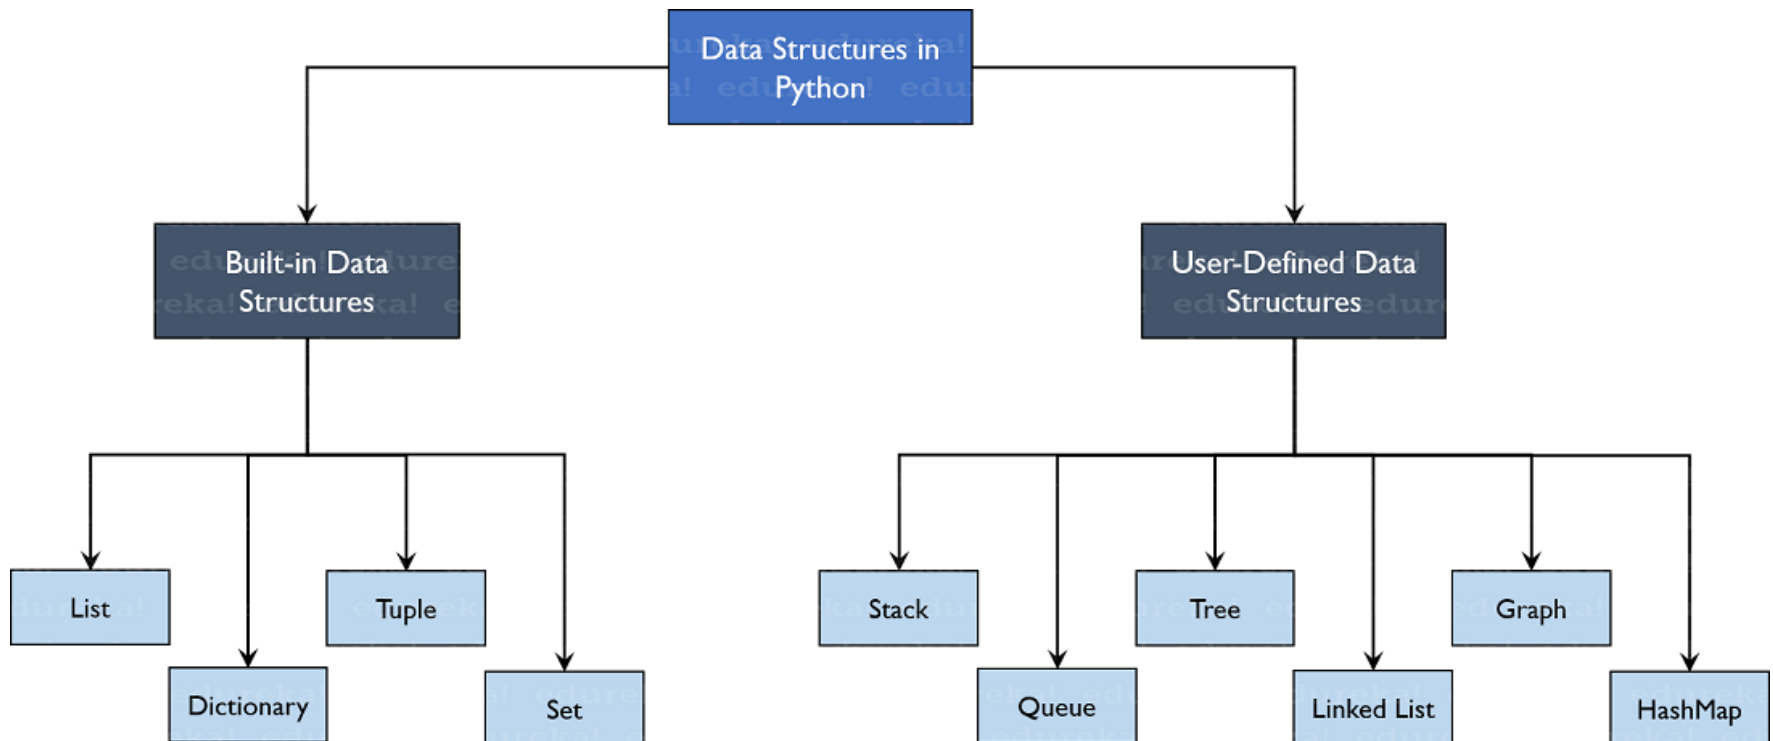 Data Structures in
Python
Built-in Data
Structures
User-Defined Data
Structures
List
Tuple
Stack
Tree
Graph
Dictionary
Set
Queue
Linked List
HashMap
edureka!